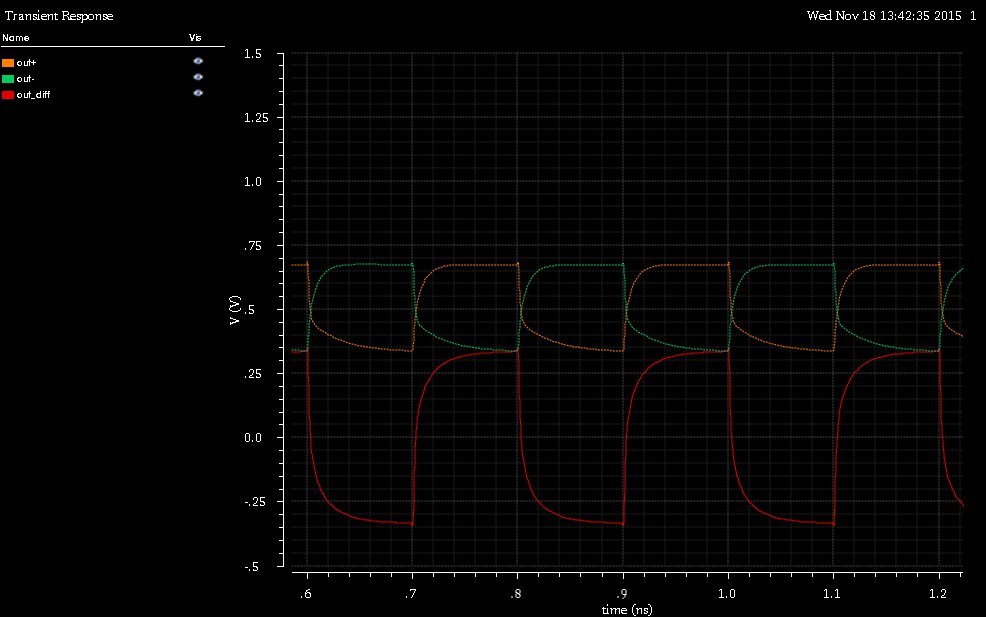 Transient Response
Wed Nov 18 13:42:35 2015 1
Name Vis
out+
out-
out_diff
1.5
1.25
1.0
.75
.5
.25
0.0
-.25
-.5
V (V)
.6 .7 .8 .9 1.0 1.1 1.2
time (ns)